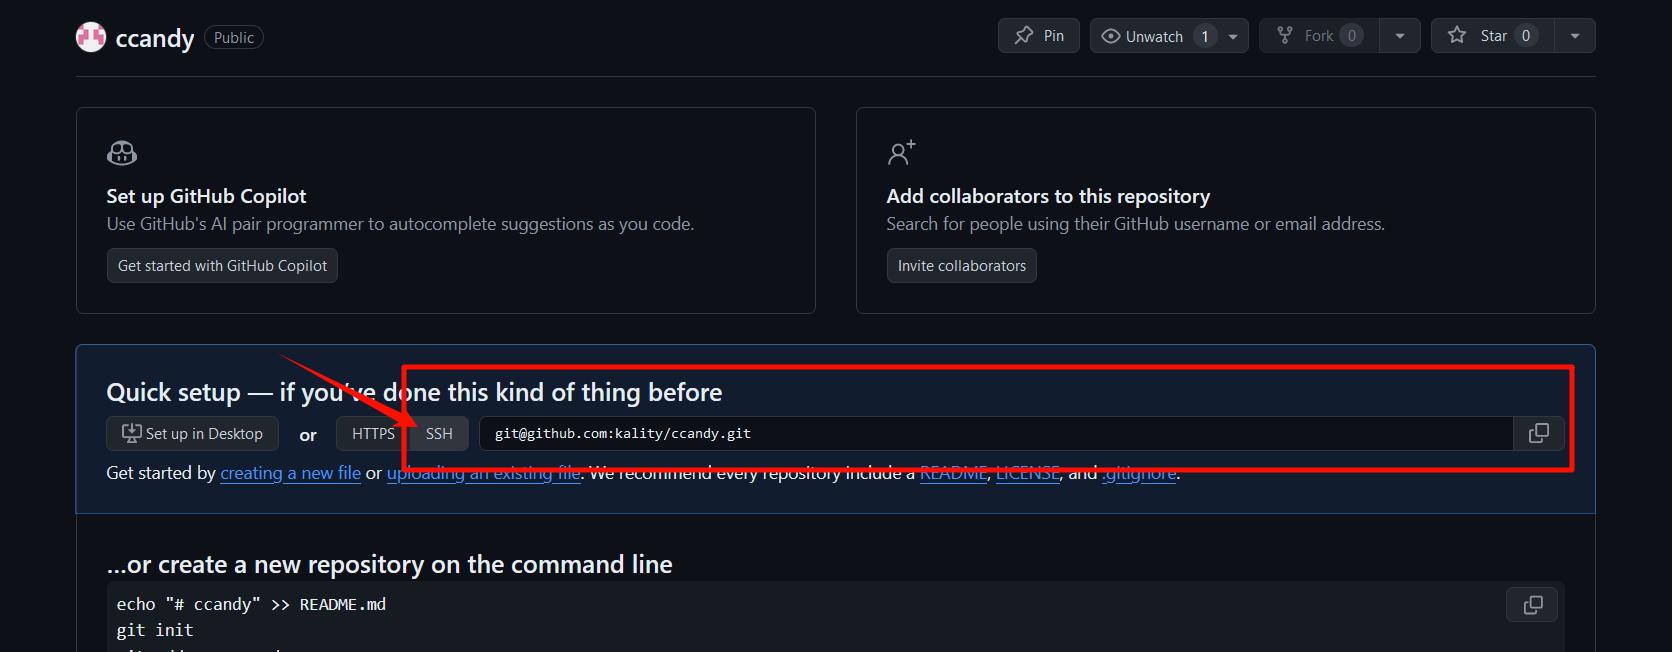 ccandy Public
Pin Unwatch 1 Fork 0 Star 0
Set up GitHub Copilot
Use GitHub's AI pair programmer to autocomplete suggestions as you code.
Get started with GitHub Copilot
Add collaborators to this repository
Search for people using their GitHub username or email address.
Invite collaborators
Quick setup — if you've done this kind of thing before
Set up in Desktop or HTTPS SSH git@github.com:kality/ccandy.git
Get started by creating a new file or uploading an existing file. We recommend every repository include a README, LICENSE, and .gitignore.
...or create a new repository on the command line
echo "# ccandy" >> README.md
git init